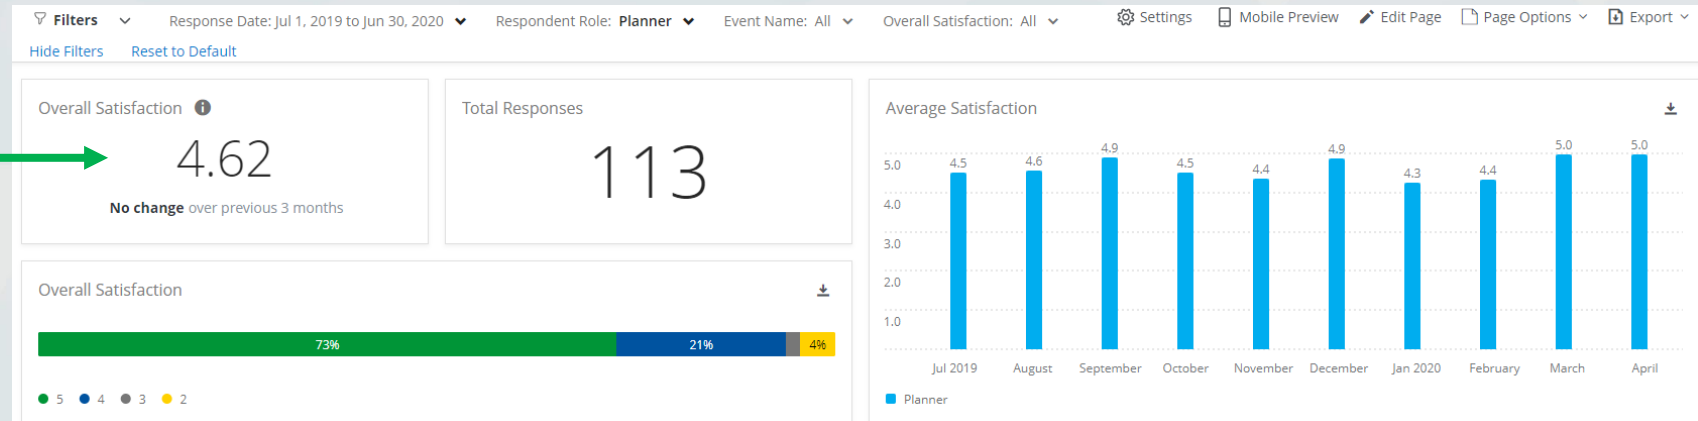 Filters
Response Date: Jul 1, 2019 to Jun 30, 2020
Respondent Role: Planner
Event Name: All
Overall Satisfaction: All
Settings
Mobile Preview
Edit Page
Page Options
Export
Hide Filters
Reset to Default
Overall Satisfaction
4.62
No change over previous 3 months
Total Responses
113
Overall Satisfaction
73% 21% 4%
5 4 3 2
Average Satisfaction
5.0
4.0
3.0
2.0
1.0
4.5 4.6 4.9 4.5 4.4 4.9 4.3 4.4 5.0 5.0
Jul 2019 August September October November December Jan 2020 February March April
Planner